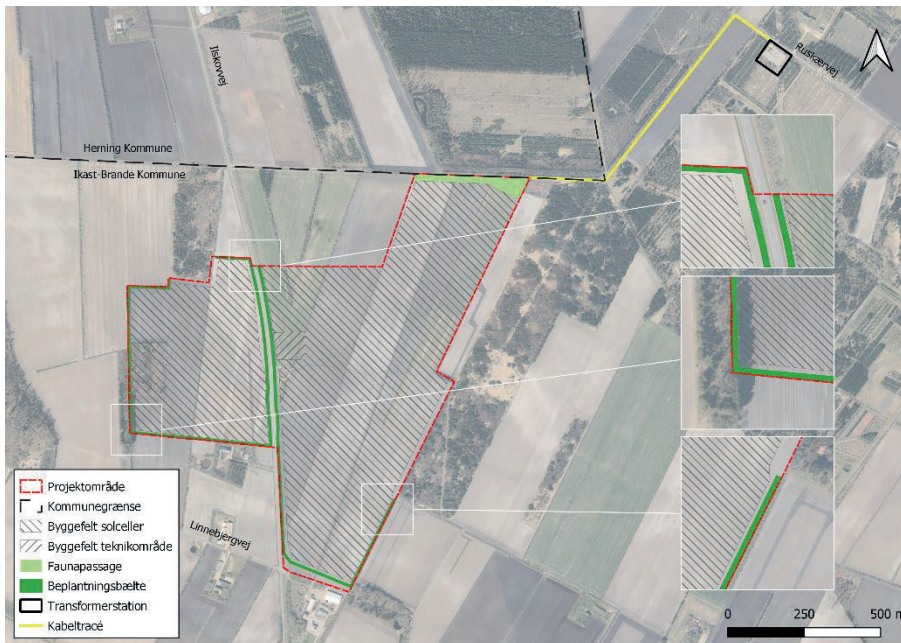 Ilskovvej
Ruskærvej
Herning Kommune
Ikast-Brande Kommune
Linnebjergvej
Projektområde
Kommunegrænse
Byggefelt solceller
Byggefelt teknikområde
Faunapassage
Beplantningsbælte
Transformerstation
Kabeltracé
0 250 500 m